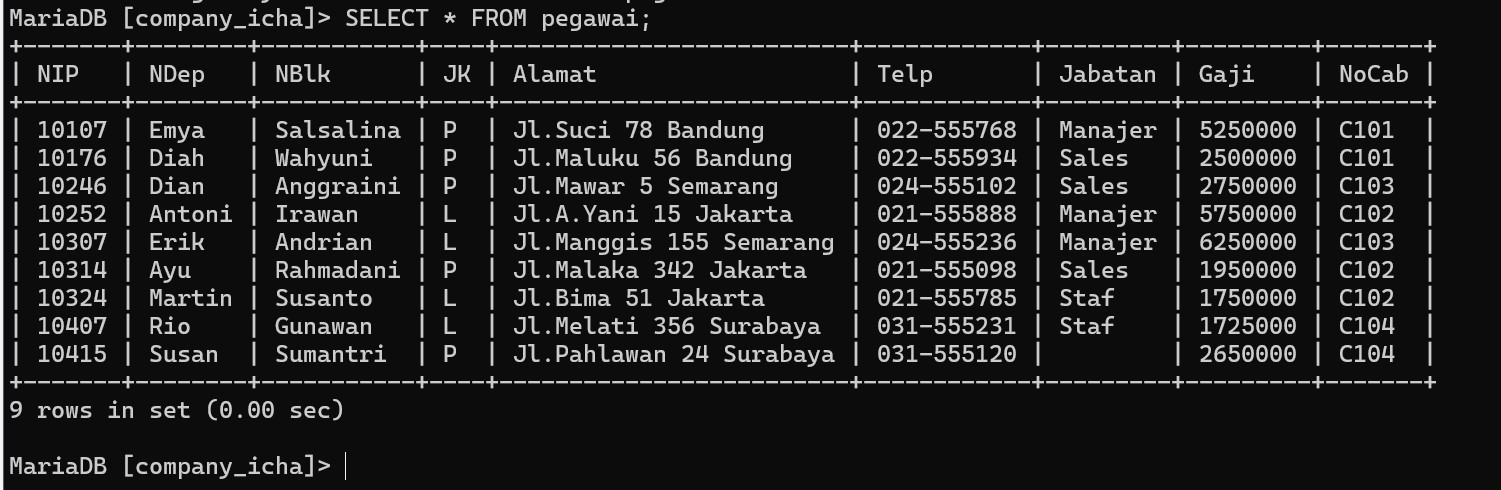 MariaDB [company_icha]> SELECT * FROM pegawai;
+-------+--------+------------+----+-------------------------+------------+---------+---------+-------+
| NIP   | NDep   | NBlk       | JK | Alamat                  | Telp       | Jabatan | Gaji    | NoCab |
+-------+--------+------------+----+-------------------------+------------+---------+---------+-------+
| 10107 | Emya   | Salsalina | P  | Jl.Suci 78 Bandung      | 022-555768 | Manajer | 5250000 | C101  |
| 10176 | Diah   | Wahyuni   | P  | Jl.Maluku 56 Bandung    | 022-555934 | Sales   | 2500000 | C101  |
| 10246 | Dian   | Anggraini | P  | Jl.Mawar 5 Semarang     | 024-555102 | Sales   | 2750000 | C103  |
| 10252 | Antoni | Irawan    | L  | Jl.A.Yani 15 Jakarta    | 021-555888 | Manajer | 5750000 | C102  |
| 10307 | Erik   | Andrian   | L  | Jl.Manggis 155 Semarang | 024-555236 | Manajer | 6250000 | C103  |
| 10314 | Ayu    | Rahmadani | P  | Jl.Malaka 342 Jakarta   | 021-555098 | Sales   | 1950000 | C102  |
| 10324 | Martin | Susanto   | L  | Jl.Bima 51 Jakarta      | 021-555785 | Staf    | 1750000 | C102  |
| 10407 | Rio    | Gunawan   | L  | Jl.Melati 356 Surabaya  | 031-555231 | Staf    | 1725000 | C104  |
| 10415 | Susan  | Sumantri  | P  | Jl.Pahlawan 24 Surabaya | 031-555120 |         | 2650000 | C104  |
+-------+--------+------------+----+-------------------------+------------+---------+---------+-------+
9 rows in set (0.00 sec)
MariaDB [company_icha]>